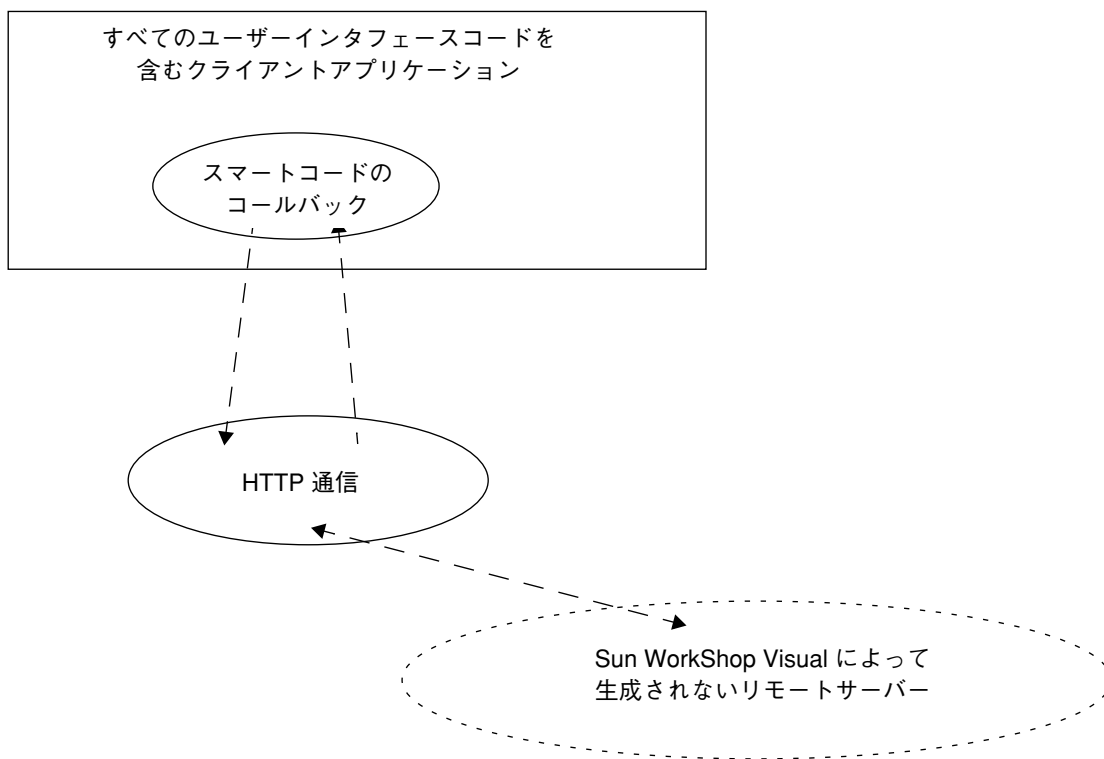 すべてのユーザーインタフェースコードを
含むクライアントアプリケーション
スマートコードの
コールバック
HTTP 通信
Sun WorkShop Visual によって
生成されないリモートサーバー